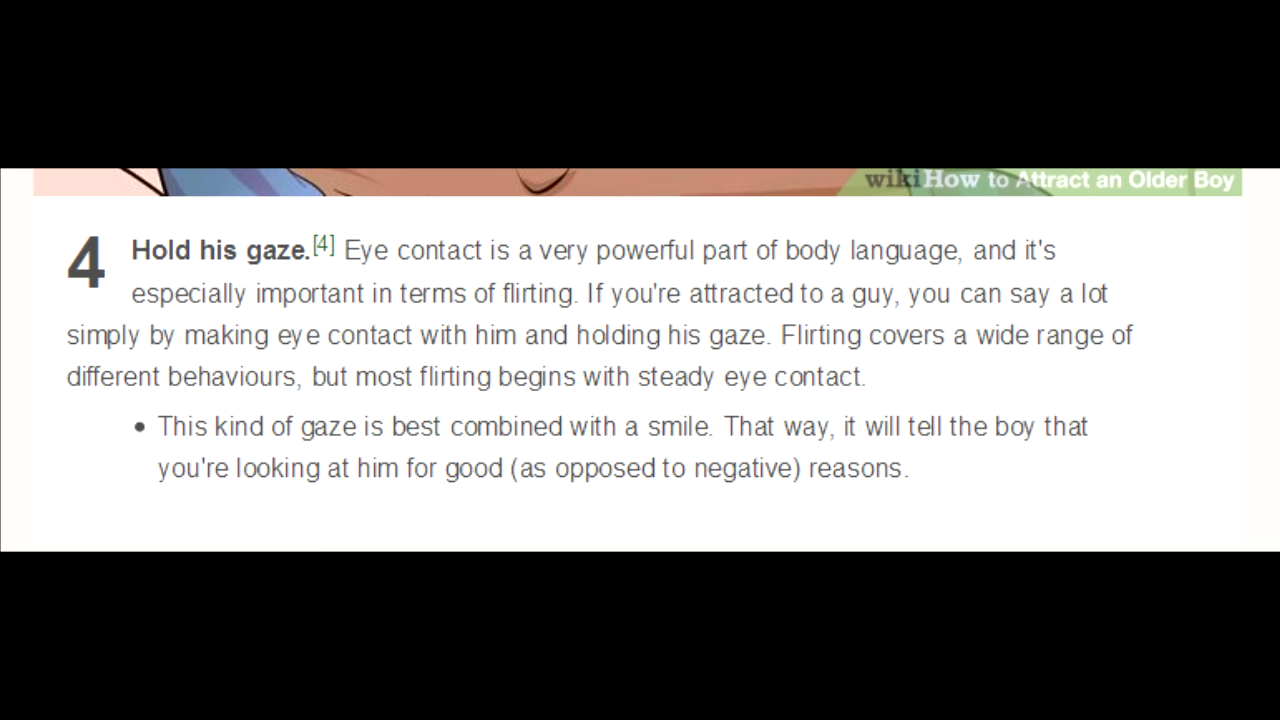 wikiHow to Attract an Older Boy
4 Hold his gaze.[4] Eye contact is a very powerful part of body language, and it's
especially important in terms of flirting. If you're attracted to a guy, you can say a lot
simply by making eye contact with him and holding his gaze. Flirting covers a wide range of
different behaviours, but most flirting begins with steady eye contact.
• This kind of gaze is best combined with a smile. That way, it will tell the boy that
you're looking at him for good (as opposed to negative) reasons.